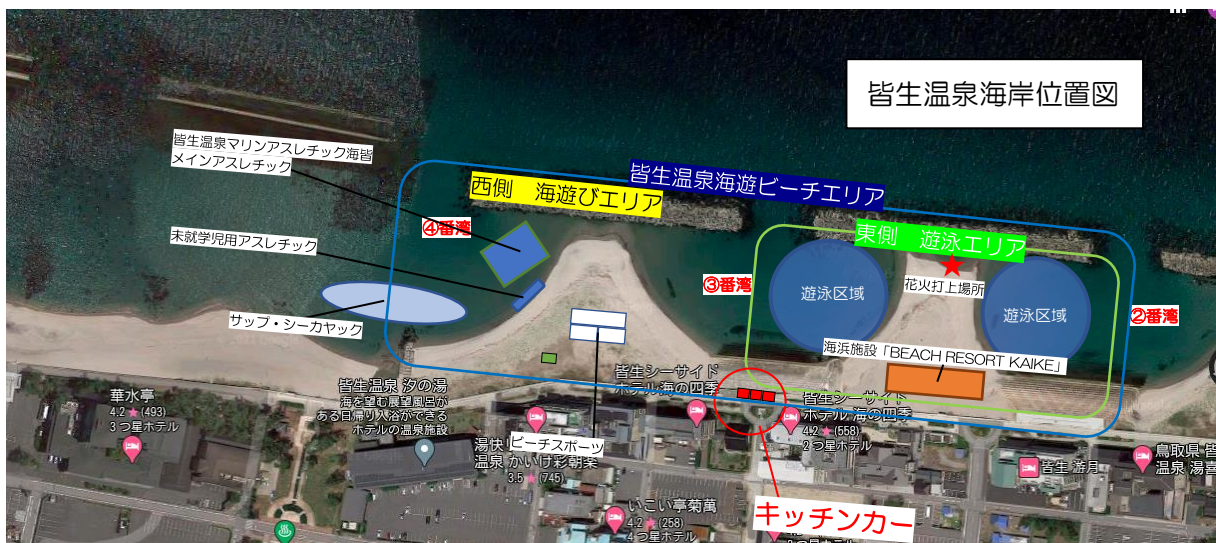 皆生温泉海岸位置図
皆生温泉マリンアスレチック海皆
メインアスレチック
皆生温泉海遊ビーチエリア
西側　海遊びエリア
④番湾
未就学児用アスレチック
東側　遊泳エリア
③番湾
花火打上場所
遊泳区域
遊泳区域
②番湾
サップ・シーカヤック
海浜施設「BEACH RESORT KAIKE」
皆生シーサイド
ホテル海の四季
皆生温泉 汐の湯
海を望む展望風呂が
ある日帰り入浴ができる
ホテルの温泉施設
華水亭
4.2★(493)
3 つ星ホテル
皆生シーサイド
ホテル 海の四季
4.2★(558)
2 つ星ホテル
湯快
ビーチスポーツ
温泉 かいけ彩朝楽
3.5★(745)
皆生 游月
鳥取県 皆
温泉 湯喜
いこい亭菊萬
4.2★(258)
4 つ星ホテル
キッチンカー
つ星ホテル